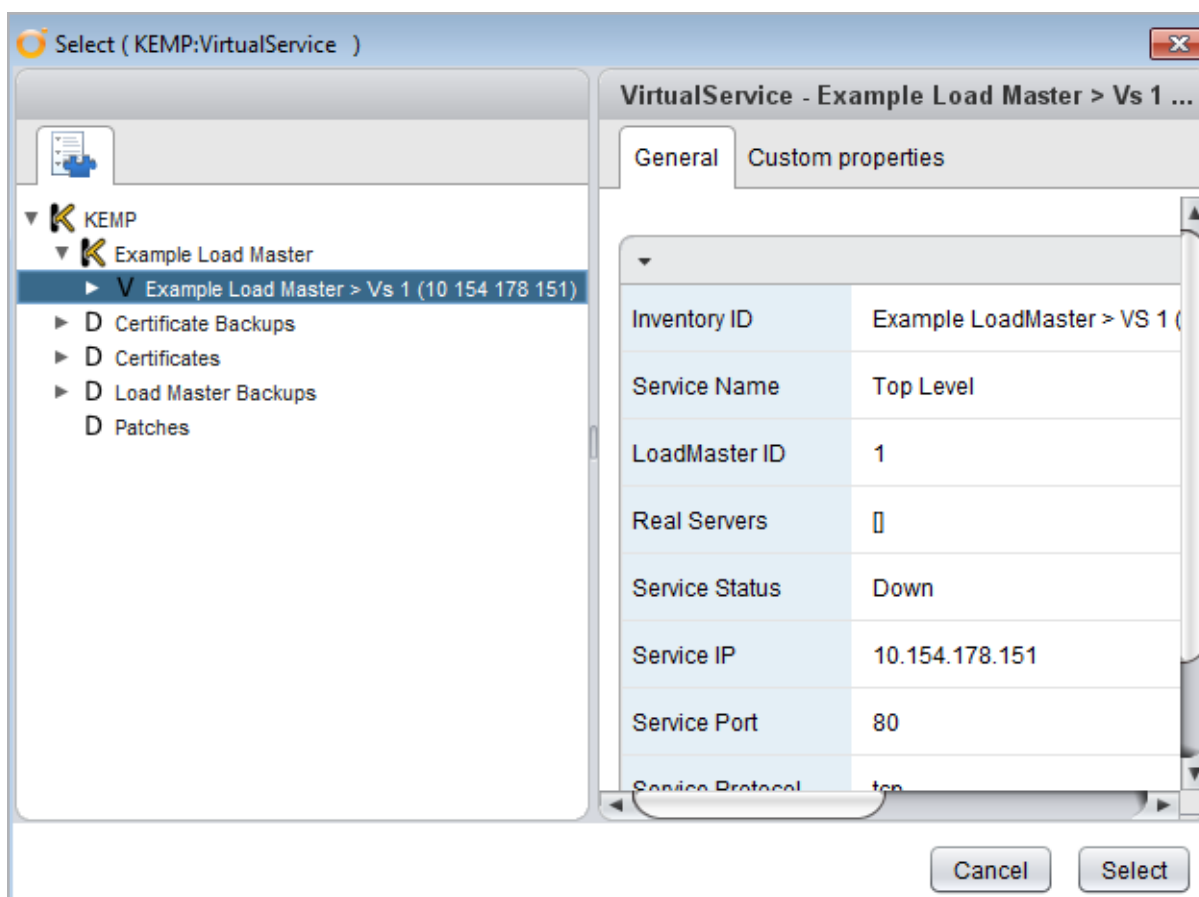 Select ( KEMP:VirtualService )
VirtualService - Example Load Master > Vs 1 ...
General
Custom properties
KEMP
Example Load Master
V Example Load Master > Vs 1 (10 154 178 151)
D Certificate Backups
D Certificates
D Load Master Backups
D Patches
Inventory ID Example LoadMaster > VS 1 (
Service Name Top Level
LoadMaster ID 1
Real Servers []
Service Status Down
Service IP 10.154.178.151
Service Port 80
Service Protocol tcp
Cancel
Select